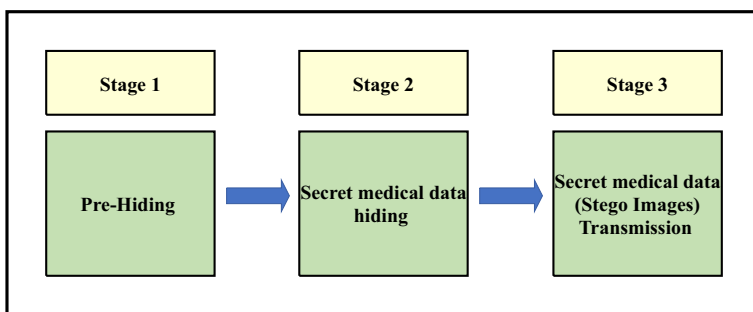 Stage 1
Stage 2
Stage 3
Pre-Hiding
Secret medical data
hiding
Secret medical data
(Stego Images)
Transmission